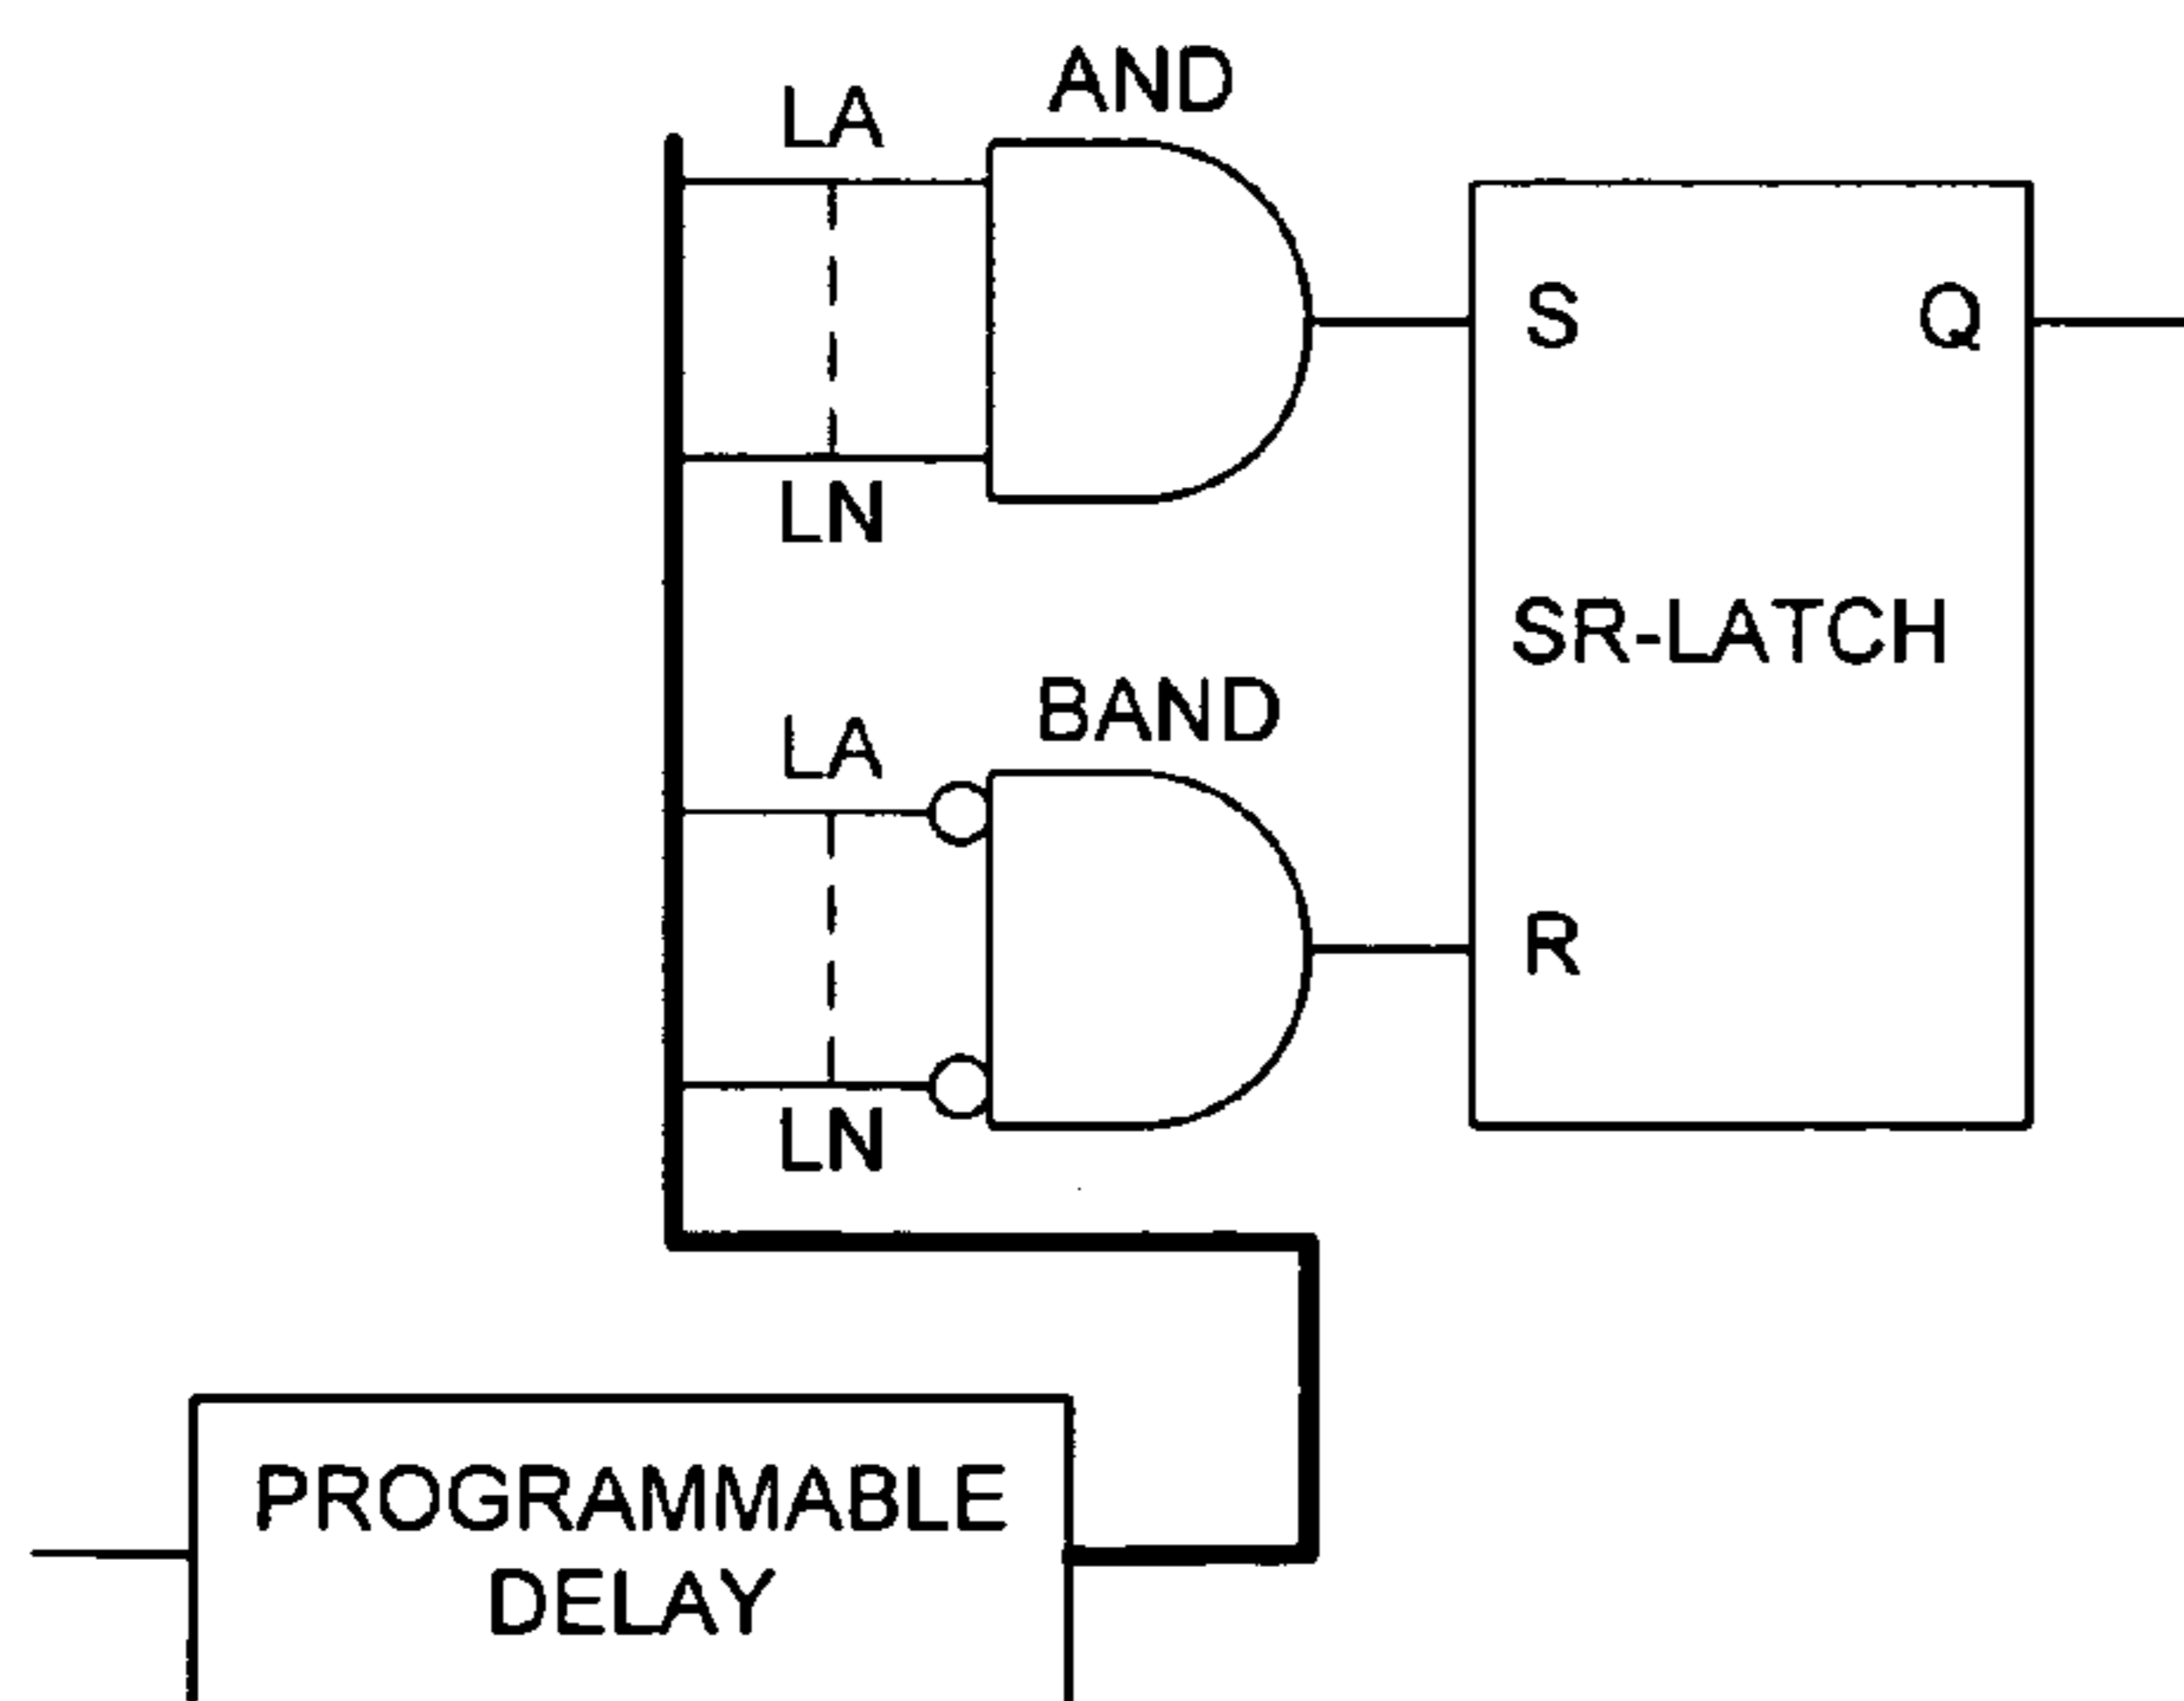 AND
LA
LN
S
Q
SR-LATCH
BAND
LA
LN
R
PROGRAMMABLE
DELAY